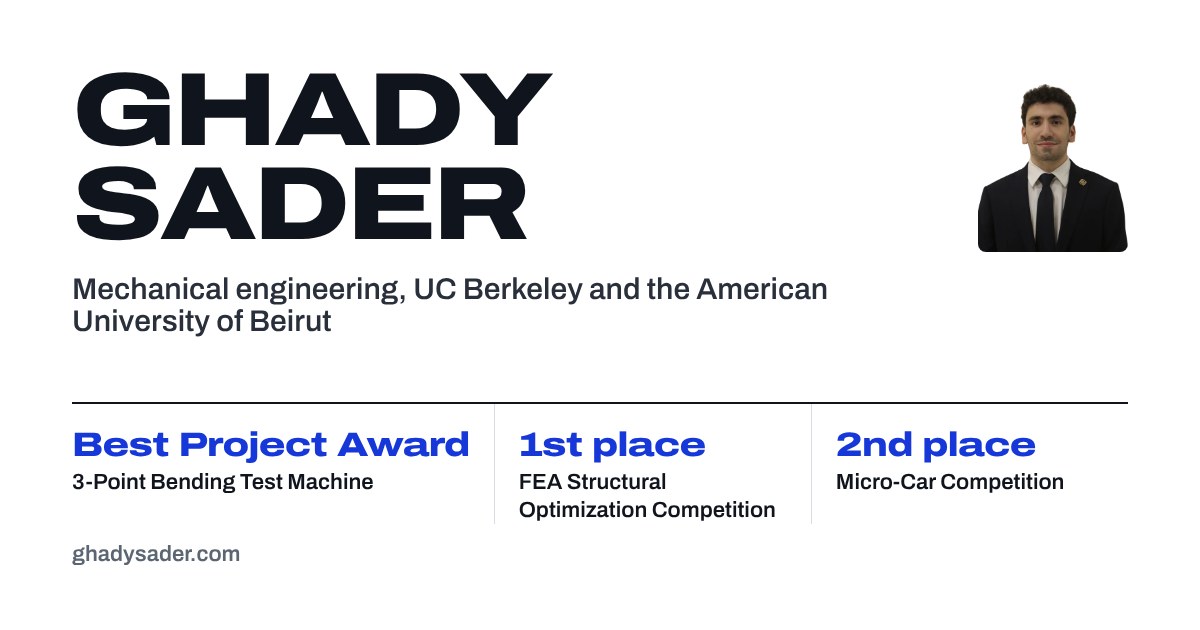 GHADY
SADER
Mechanical engineering, UC Berkeley and the American
University of Beirut
Best Project Award
3-Point Bending Test Machine
1st place
FEA Structural
Optimization Competition
2nd place
Micro-Car Competition
ghadysader.com